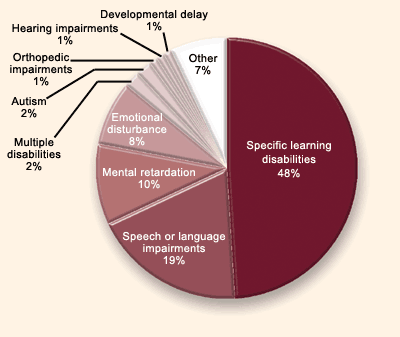 Developmental delay
1%
Hearing impairments
1%
Orthopedic
impairments
1%
Autism
2%
Multiple
disabilities
2%
Other
7%
Emotional
disturbance
8%
Mental retardation
10%
Speech or language
impairments
19%
Specific learning
disabilities
48%